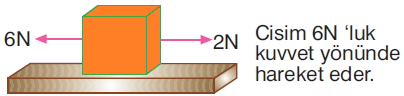 6N
2N
Cisim 6N ‘luk
kuvvet yönünde
hareket eder.